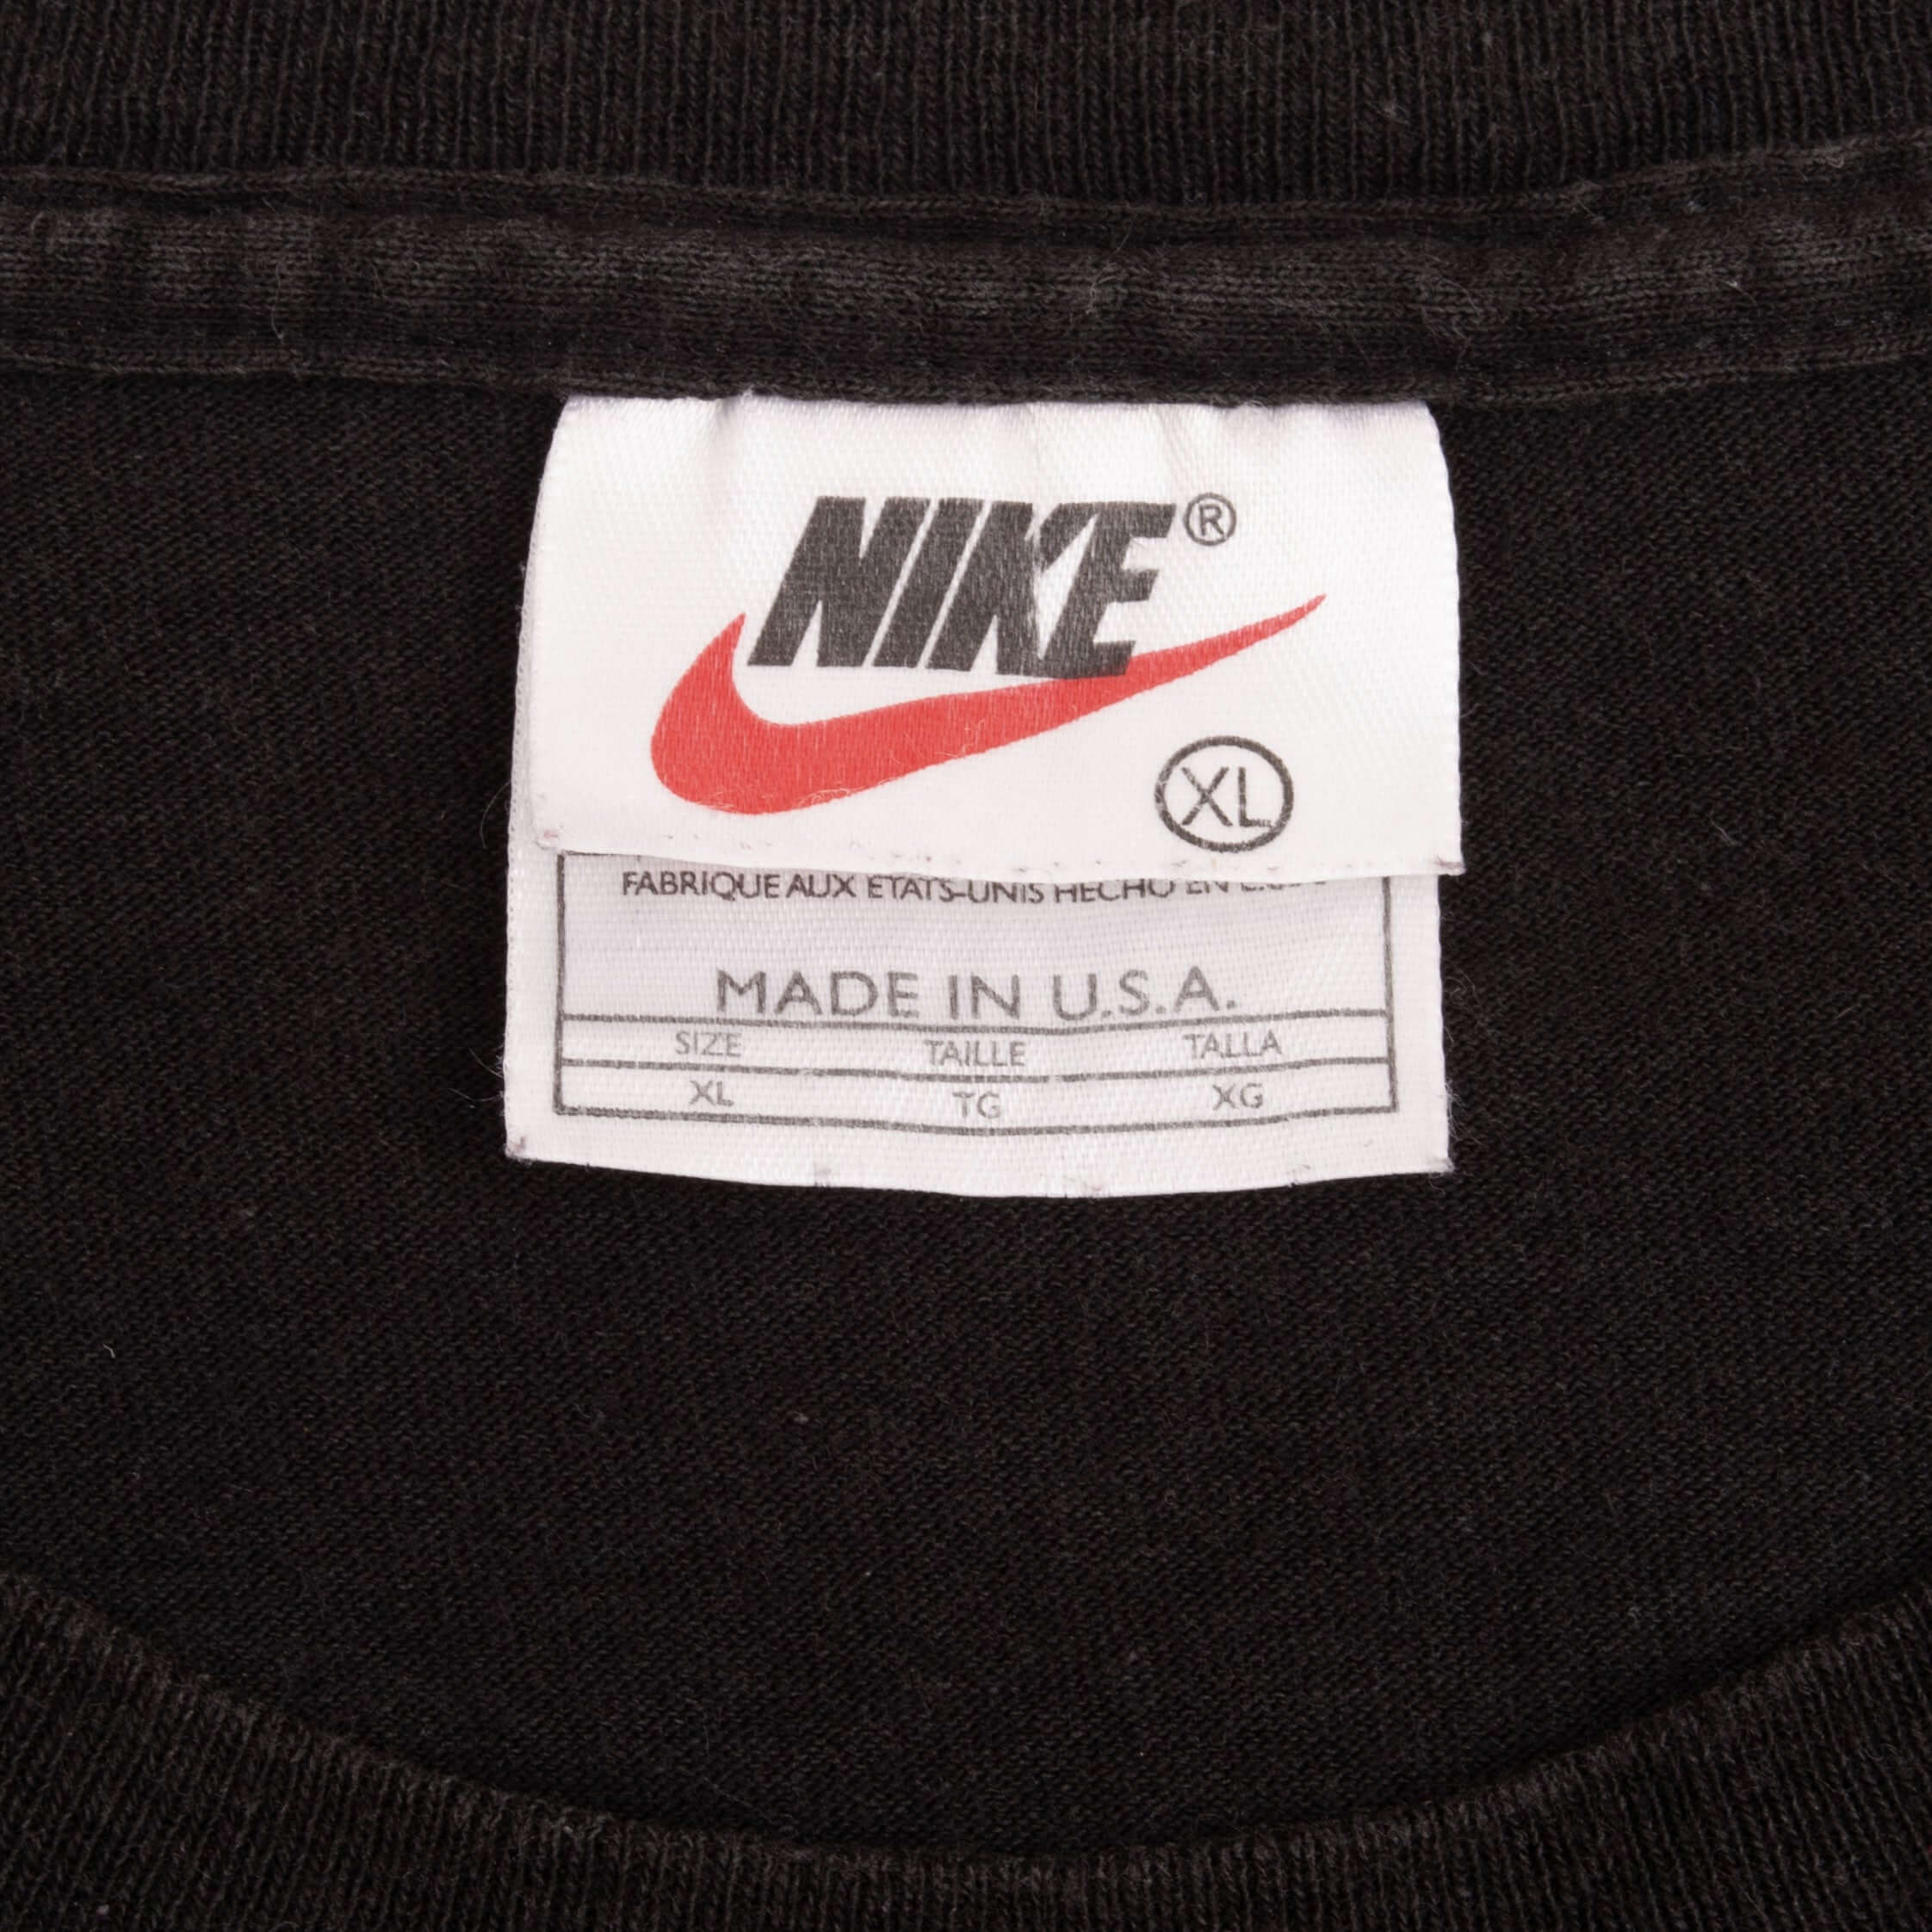 NIKE®
XL
FABRIQUE AUX ETATS-UNIS HECHO EN
MADE IN U.S.A.
SIZE TAILLE TALLA
XL TG XG